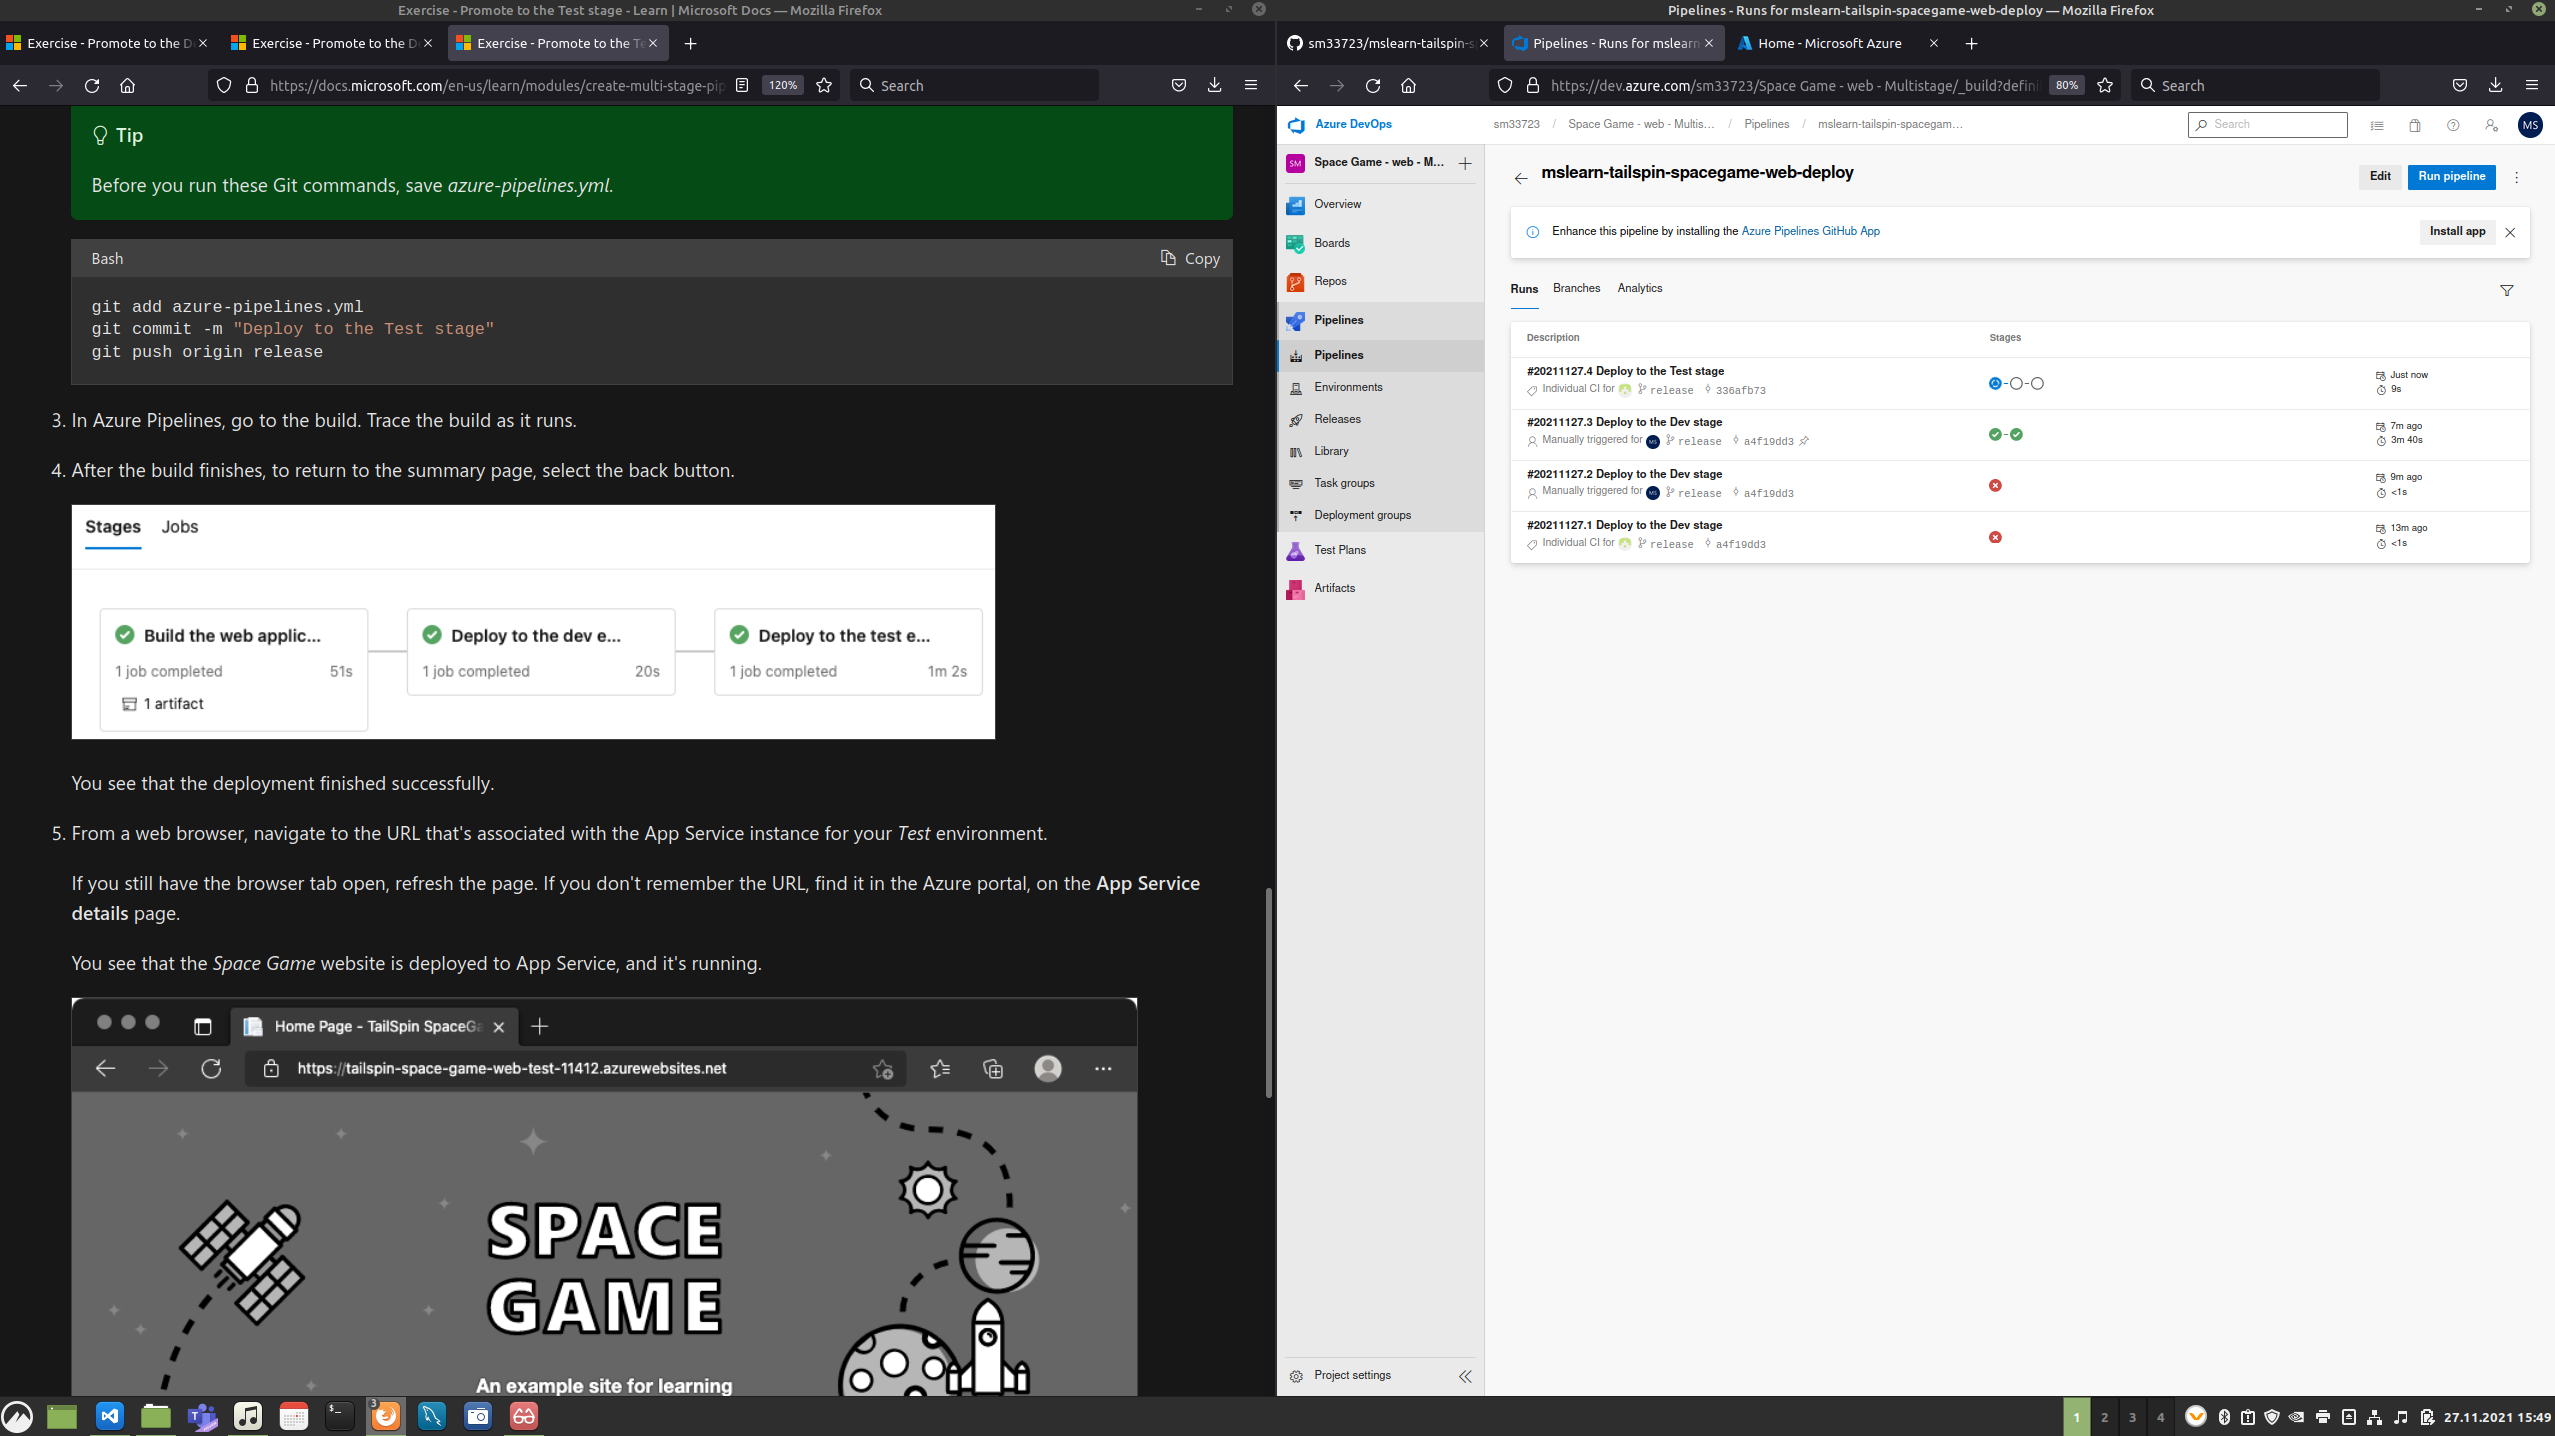 Exercise - Promote to the Test stage - Learn | Microsoft Docs — Mozilla Firefox
Exercise - Promote to the D
Exercise - Promote to the D
Exercise - Promote to the Te
https://docs.microsoft.com/en-us/learn/modules/create-multi-stage-pip
120%
Search
Tip
Before you run these Git commands, save azure-pipelines.yml.
Bash
Copy
git add azure-pipelines.yml
git commit -m "Deploy to the Test stage"
git push origin release
3. In Azure Pipelines, go to the build. Trace the build as it runs.
4. After the build finishes, to return to the summary page, select the back button.
Stages Jobs
Build the web applic...
1 job completed 51s
1 artifact
Deploy to the dev e...
1 job completed 20s
Deploy to the test e...
1 job completed 1m 2s
You see that the deployment finished successfully.
5. From a web browser, navigate to the URL that's associated with the App Service instance for your Test environment.
If you still have the browser tab open, refresh the page. If you don't remember the URL, find it in the Azure portal, on the App Service
details page.
You see that the Space Game website is deployed to App Service, and it's running.
Home Page - TailSpin SpaceGa
https://tailspin-space-game-web-test-11412.azurewebsites.net
SPACE
GAME
An example site for learning
Pipelines - Runs for mslearn-tailspin-spacegame-web-deploy — Mozilla Firefox
sm33723/mslearn-tailspin-s
Pipelines - Runs for mslearn
Home - Microsoft Azure
https://dev.azure.com/sm33723/Space Game - web - Multistage/_build?defini
80%
Search
Azure DevOps
sm33723 / Space Game - web - Multis... / Pipelines / mslearn-tailspin-spacegam...
Search
MS
SM
Space Game - web - M...
Overview
Boards
Repos
Pipelines
Pipelines
Environments
Releases
Library
Task groups
Deployment groups
Test Plans
Artifacts
Project settings
mslearn-tailspin-spacegame-web-deploy
Edit
Run pipeline
Enhance this pipeline by installing the Azure Pipelines GitHub App
Install app
Runs Branches Analytics
Description Stages
#20211127.4 Deploy to the Test stage
Individual CI for release 336afb73
Just now
9s
#20211127.3 Deploy to the Dev stage
Manually triggered for MS release a4f19dd3
7m ago
3m 40s
#20211127.2 Deploy to the Dev stage
Manually triggered for MS release a4f19dd3
9m ago
<1s
#20211127.1 Deploy to the Dev stage
Individual CI for release a4f19dd3
13m ago
<1s
3
1 2 3 4
27.11.2021 15:49